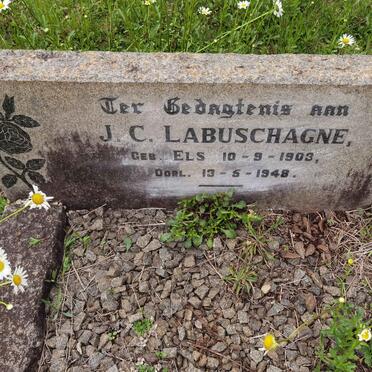 Ter Gedagtenis aan
J. C. LABUSCHAGNE,
GEB. ELS 10-9-1903,
OORL. 13-5-1948.